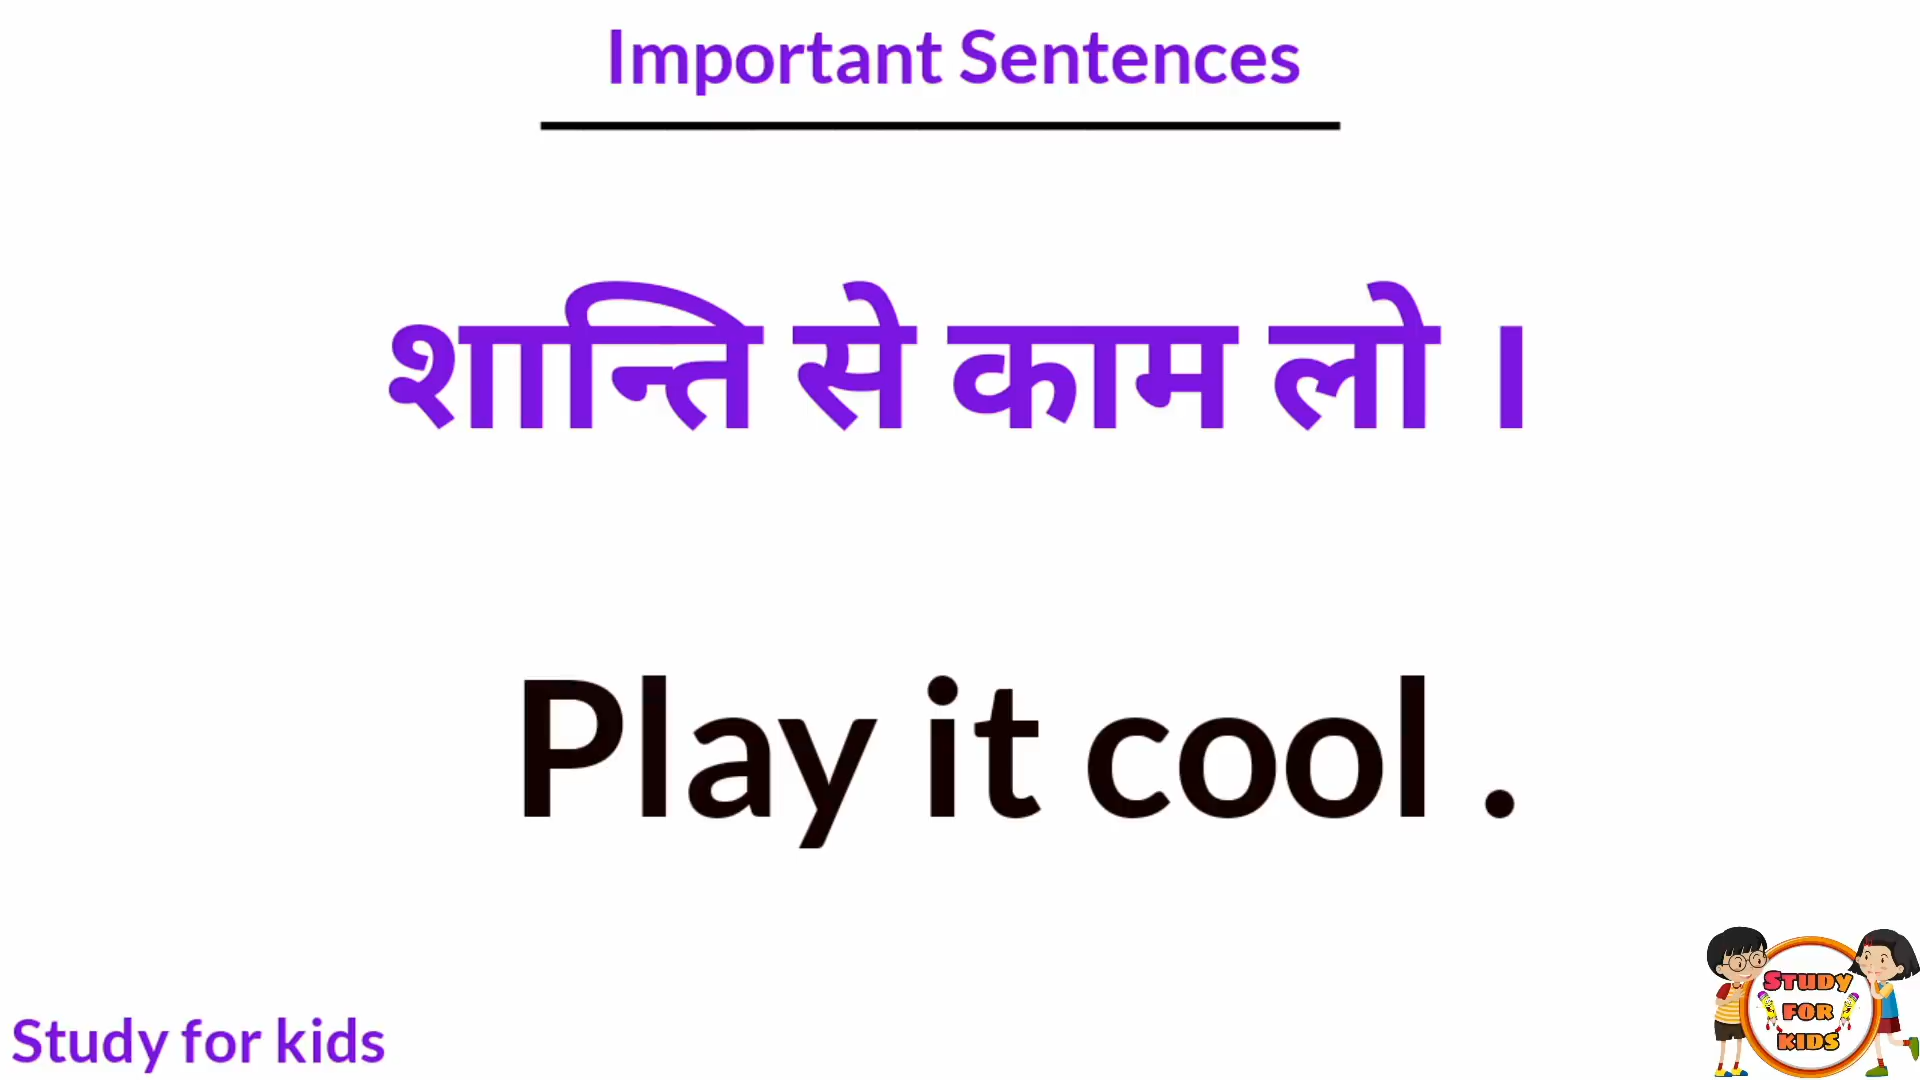 Important Sentences
शान्ति से काम लो ।
Play it cool .
Study for kids
STUDY
FOR
KIDS